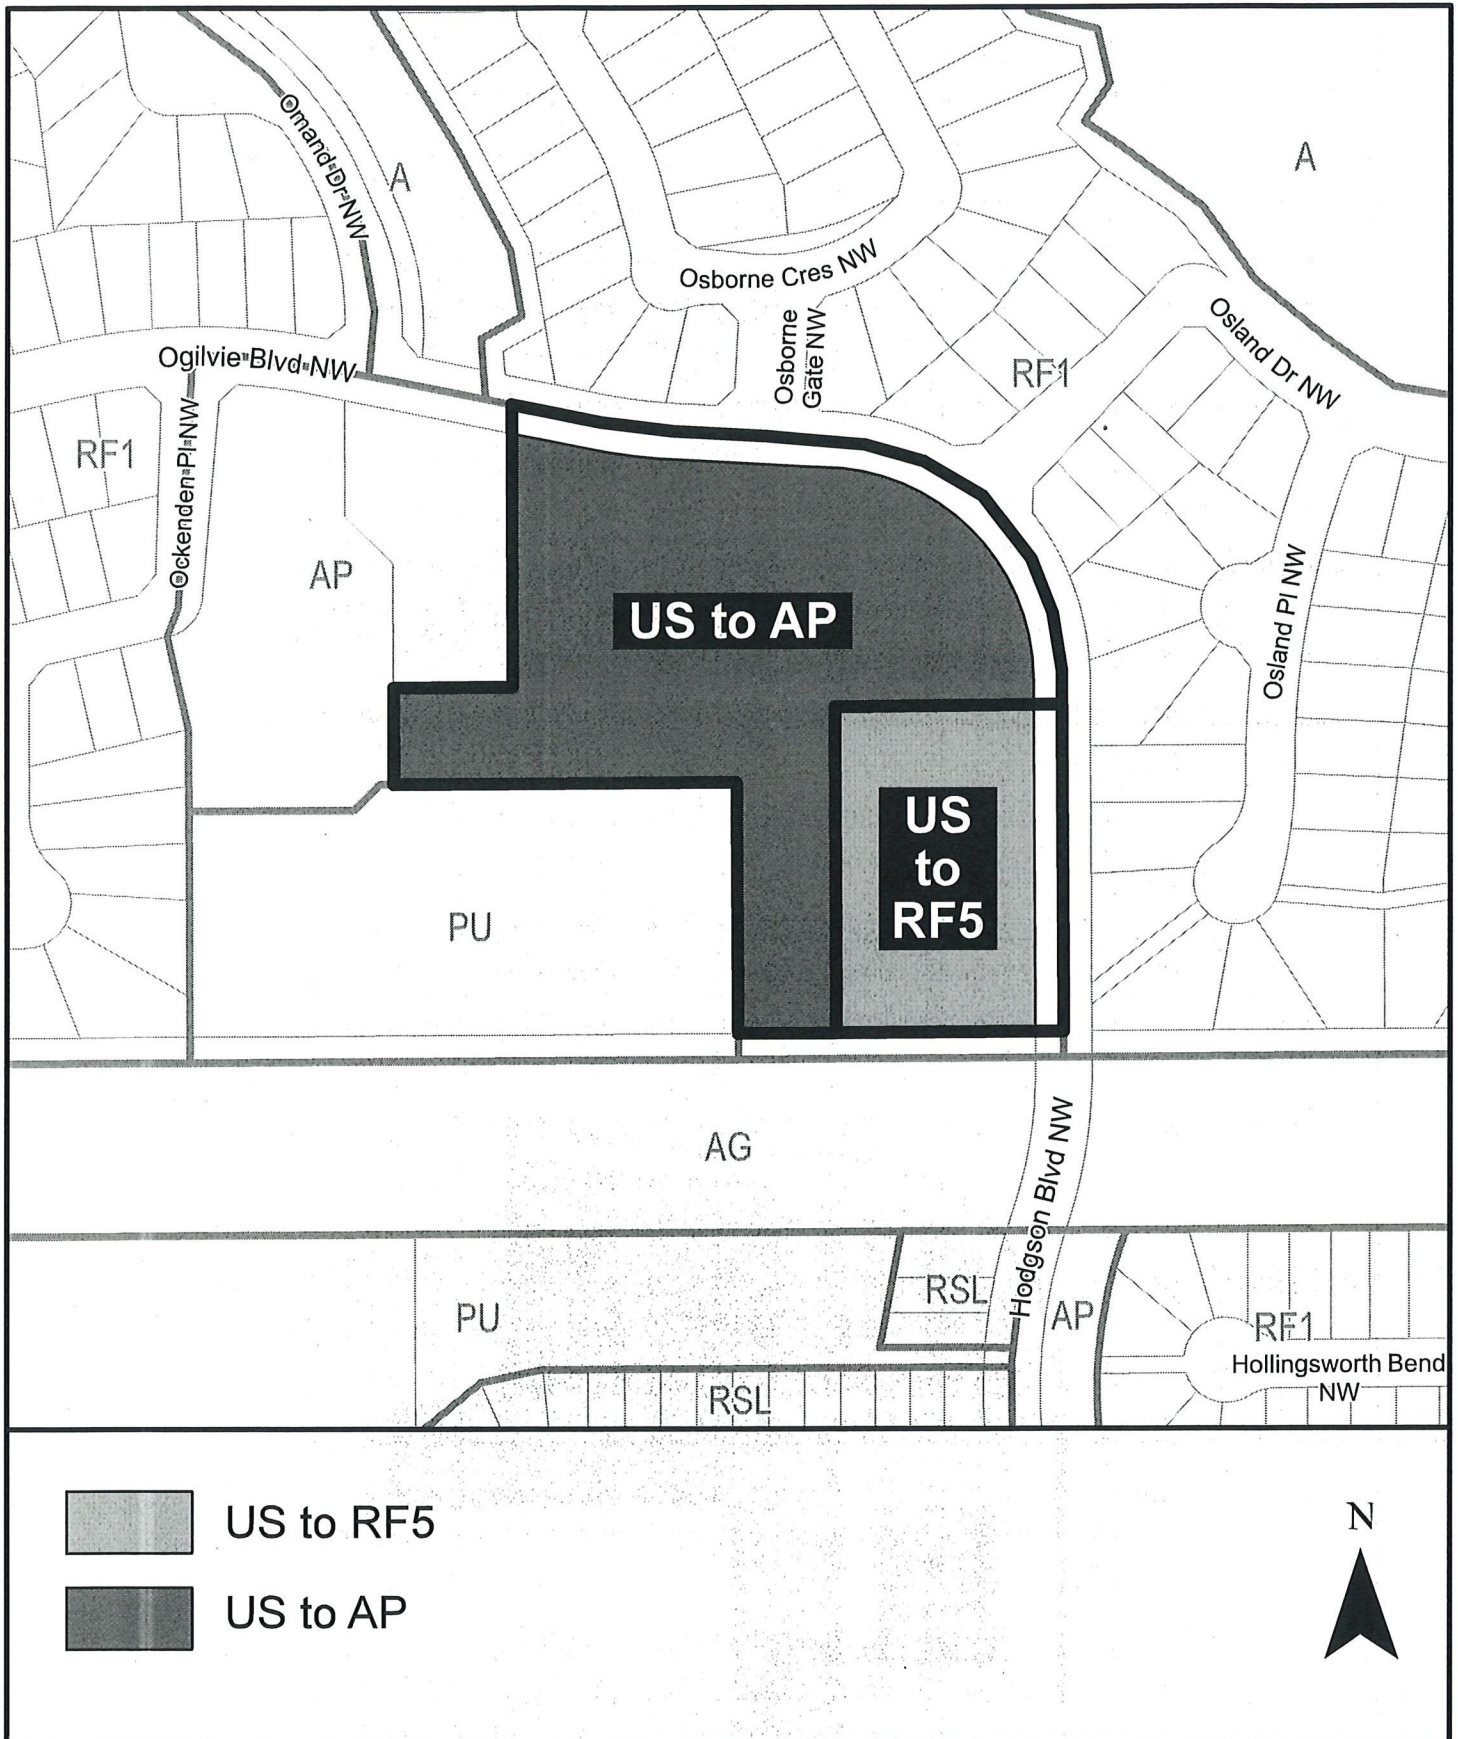 Omand Dr NW
A
A
Osborne Cres NW
Osborne
Gate NW
Osland Dr NW
Ogilvie Blvd NW
RF1
RF1
Ockenden Pl NW
AP
US to AP
Osland Pl NW
US
to
RF5
PU
AG
Hodgson Blvd NW
RSL
PU
AP
RF1
Hollingsworth Bend
NW
RSL
US to RF5
US to AP
N